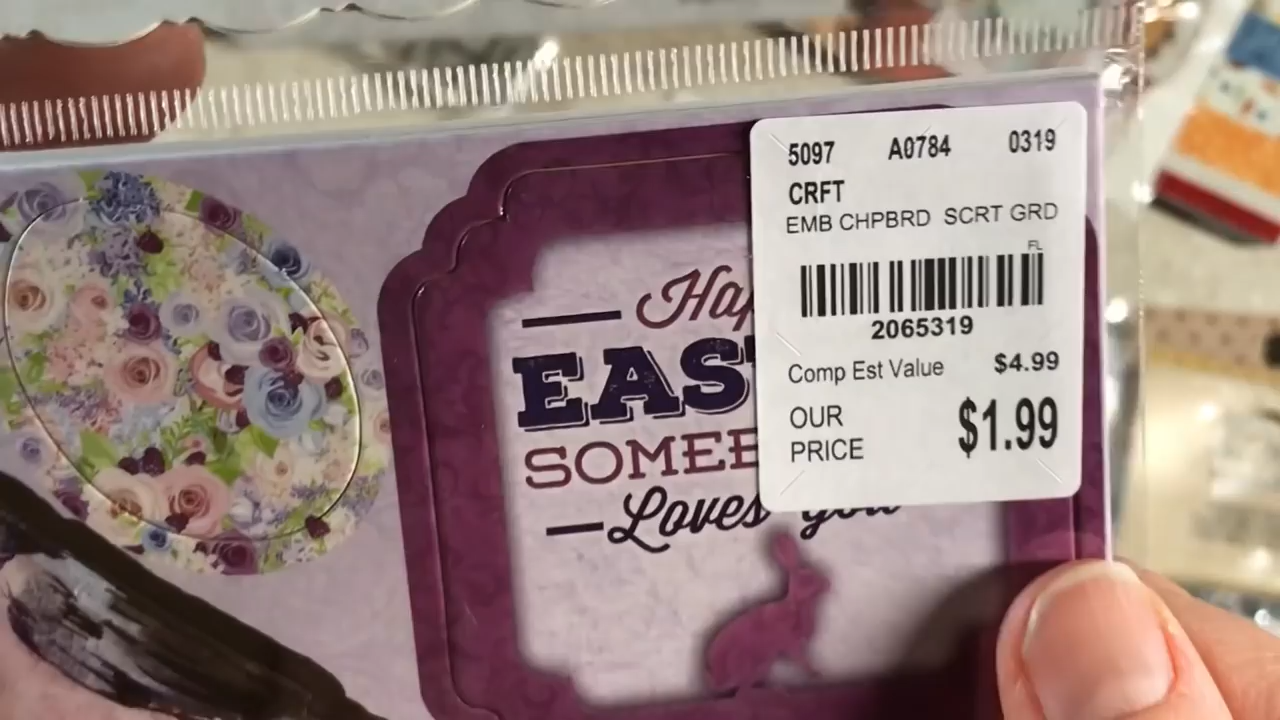 5097 A0784 0319
CRFT
EMB CHPBRD SCRT GRD
FL
2065319
Comp Est Value $4.99
OUR PRICE $1.99
Hap
EAS
SOMEB
Loves you